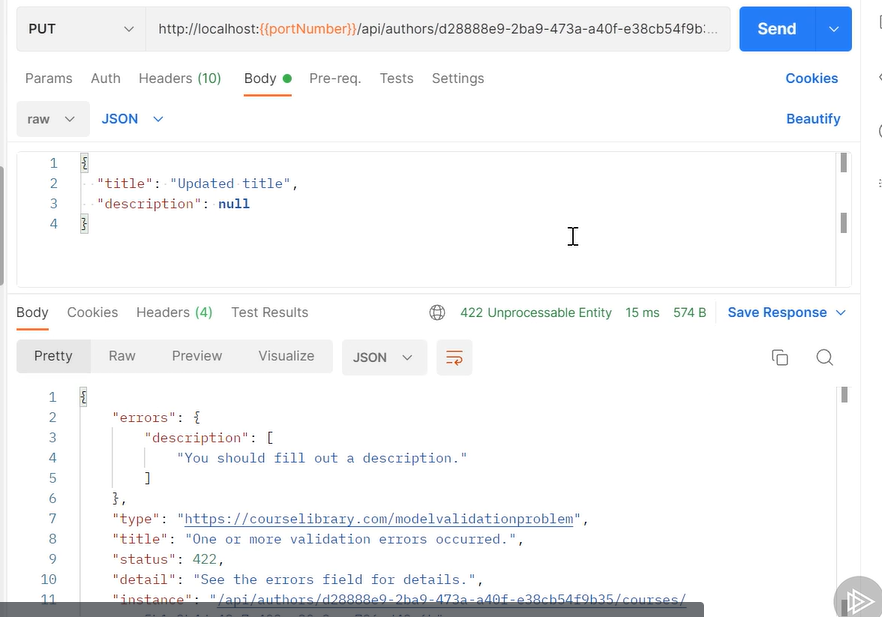 PUT http://localhost:{{portNumber}}/api/authors/d28888e9-2ba9-473a-a40f-e38cb54f9b:... Send
Params Auth Headers (10) Body Pre-req. Tests Settings Cookies
raw JSON Beautify
1 {
2 "title": "Updated title",
3 "description": null
4 }
Body Cookies Headers (4) Test Results 422 Unprocessable Entity 15 ms 574 B Save Response
Pretty Raw Preview Visualize JSON
1 {
2 "errors": {
3 "description": [
4 "You should fill out a description."
5 ]
6 },
7 "type": "https://courselibrary.com/modelvalidationproblem",
8 "title": "One or more validation errors occurred.",
9 "status": 422,
10 "detail": "See the errors field for details.",
11 "instance": "/api/authors/d28888e9-2ba9-473a-a40f-e38cb54f9b35/courses/